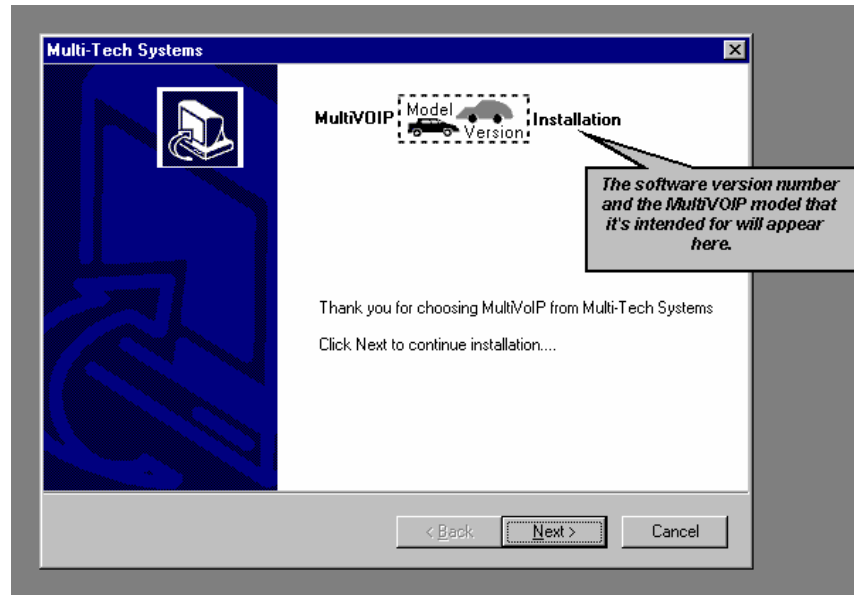 Multi-Tech Systems
MultiVOIP Model Version Installation
The software version number
and the MultiVOIP model that
it's intended for will appear
here.
Thank you for choosing MultiVoIP from Multi-Tech Systems
Click Next to continue installation....
< Back
Next >
Cancel